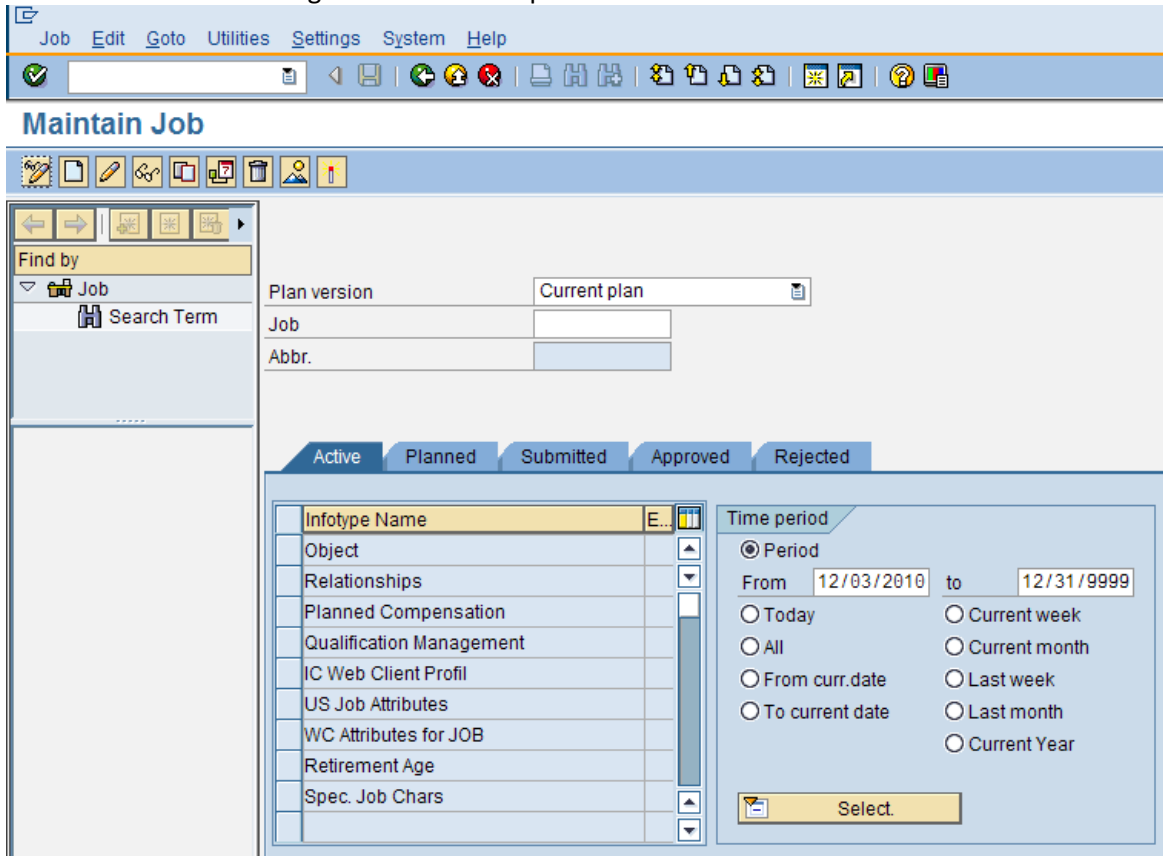 Job Edit Goto Utilities Settings System Help
Maintain Job
Find by
Job
Search Term
Plan version Current plan
Job
Abbr.
Active Planned Submitted Approved Rejected
Infotype Name E...
Object
Relationships
Planned Compensation
Qualification Management
IC Web Client Profil
US Job Attributes
WC Attributes for JOB
Retirement Age
Spec. Job Chars
Time period
Period
From 12/03/2010 to 12/31/9999
Today Current week
All Current month
From curr.date Last week
To current date Last month
Current Year
Select.